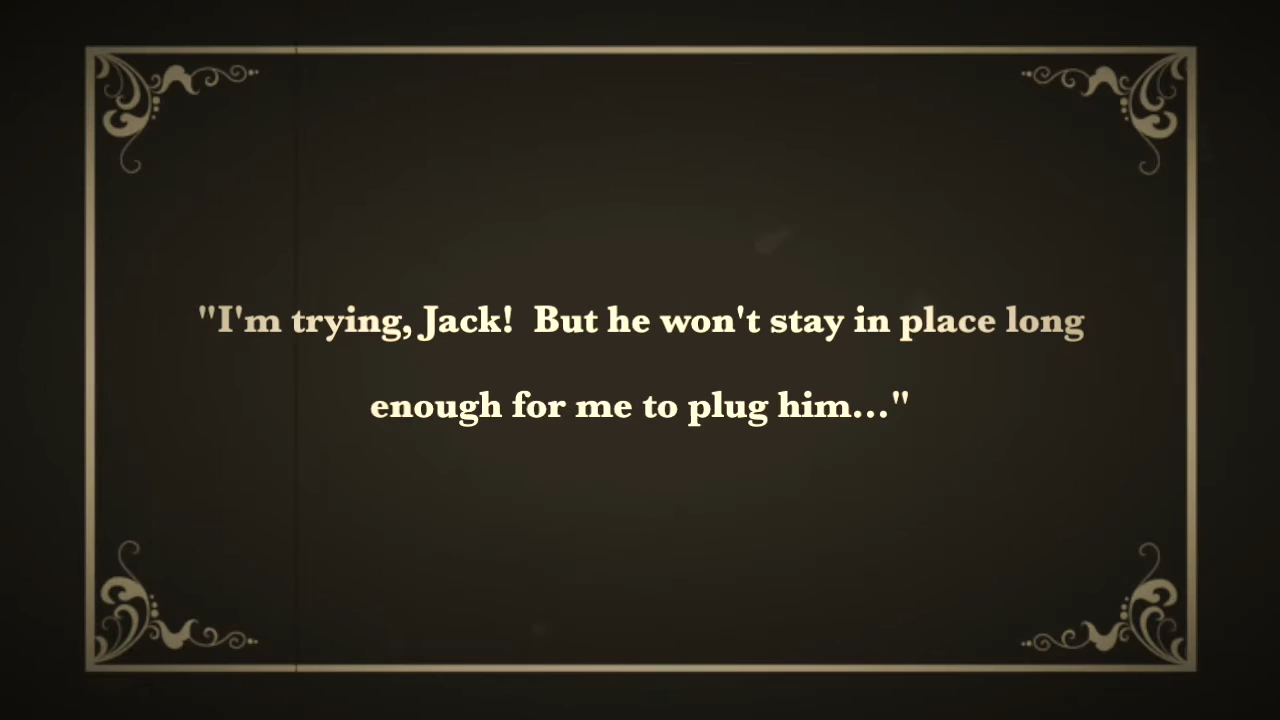 "I'm trying, Jack!  But he won't stay in place long
enough for me to plug him..."